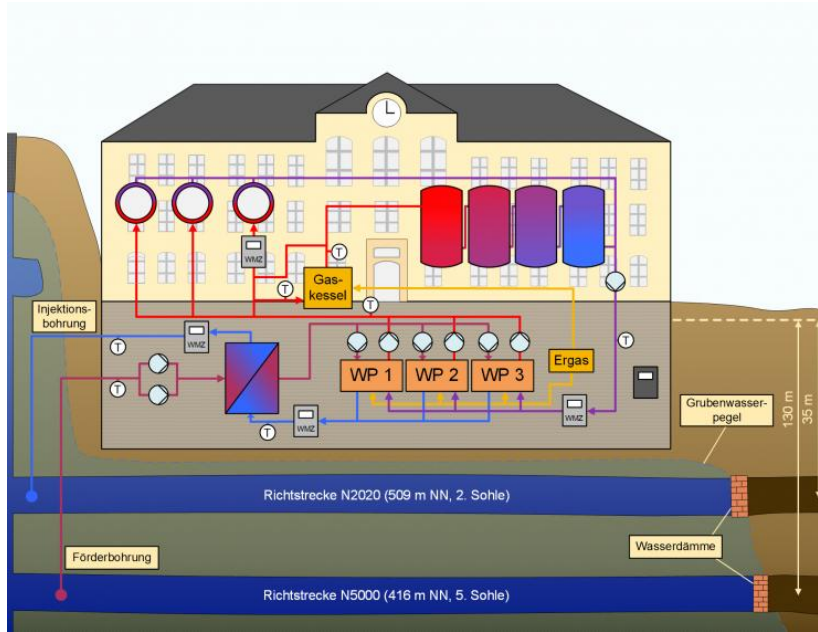 WMZ
T
Gas-
kessel
T
T
Injektions-
bohrung
T
WMZ
T
T
WP 1
WP 2
WP 3
Ergas
T
WMZ
WMZ
T
Grubenwasser-
pegel
130 m
35 m
Richtstrecke N2020 (509 m NN, 2. Sohle)
Wasserdämme
Förderbohrung
Richtstrecke N5000 (416 m NN, 5. Sohle)